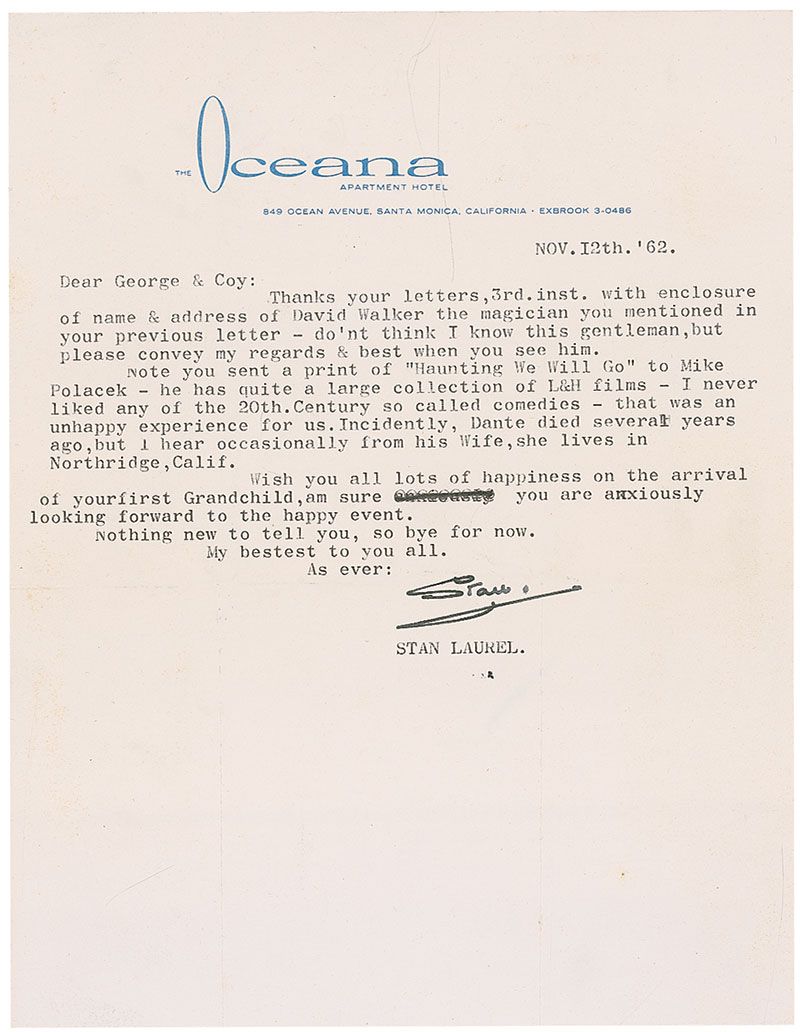 THE Oceana
APARTMENT HOTEL
849 OCEAN AVENUE, SANTA MONICA, CALIFORNIA · EXBROOK 3-0486
NOV.12th.'62.
Dear George & Coy:
Thanks your letters,3rd.inst. with enclosure
of name & address of David Walker the magician you mentioned in
your previous letter - do'nt think I know this gentleman,but
please convey my regards & best when you see him.
Note you sent a print of "Haunting We Will Go" to Mike
Polacek - he has quite a large collection of L&H films - I never
liked any of the 20th.Century so called comedies - that was an
unhappy experience for us.Incidently, Dante died several years
ago,but I hear occasionally from his Wife,she lives in
Northridge,Calif.
Wish you all lots of happiness on the arrival
of yourfirst Grandchild,am sure you are anxiously
looking forward to the happy event.
Nothing new to tell you, so bye for now.
My bestest to you all.
As ever:
Stan.
STAN LAUREL.